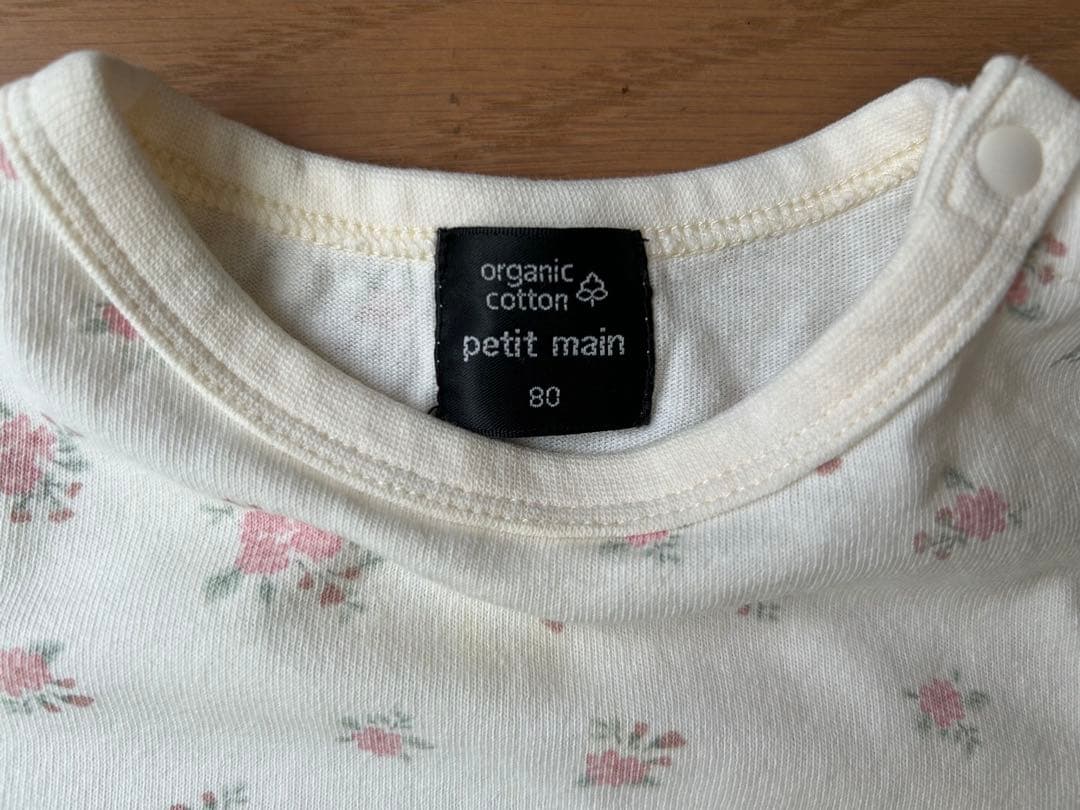 organic
cotton
petit main
80